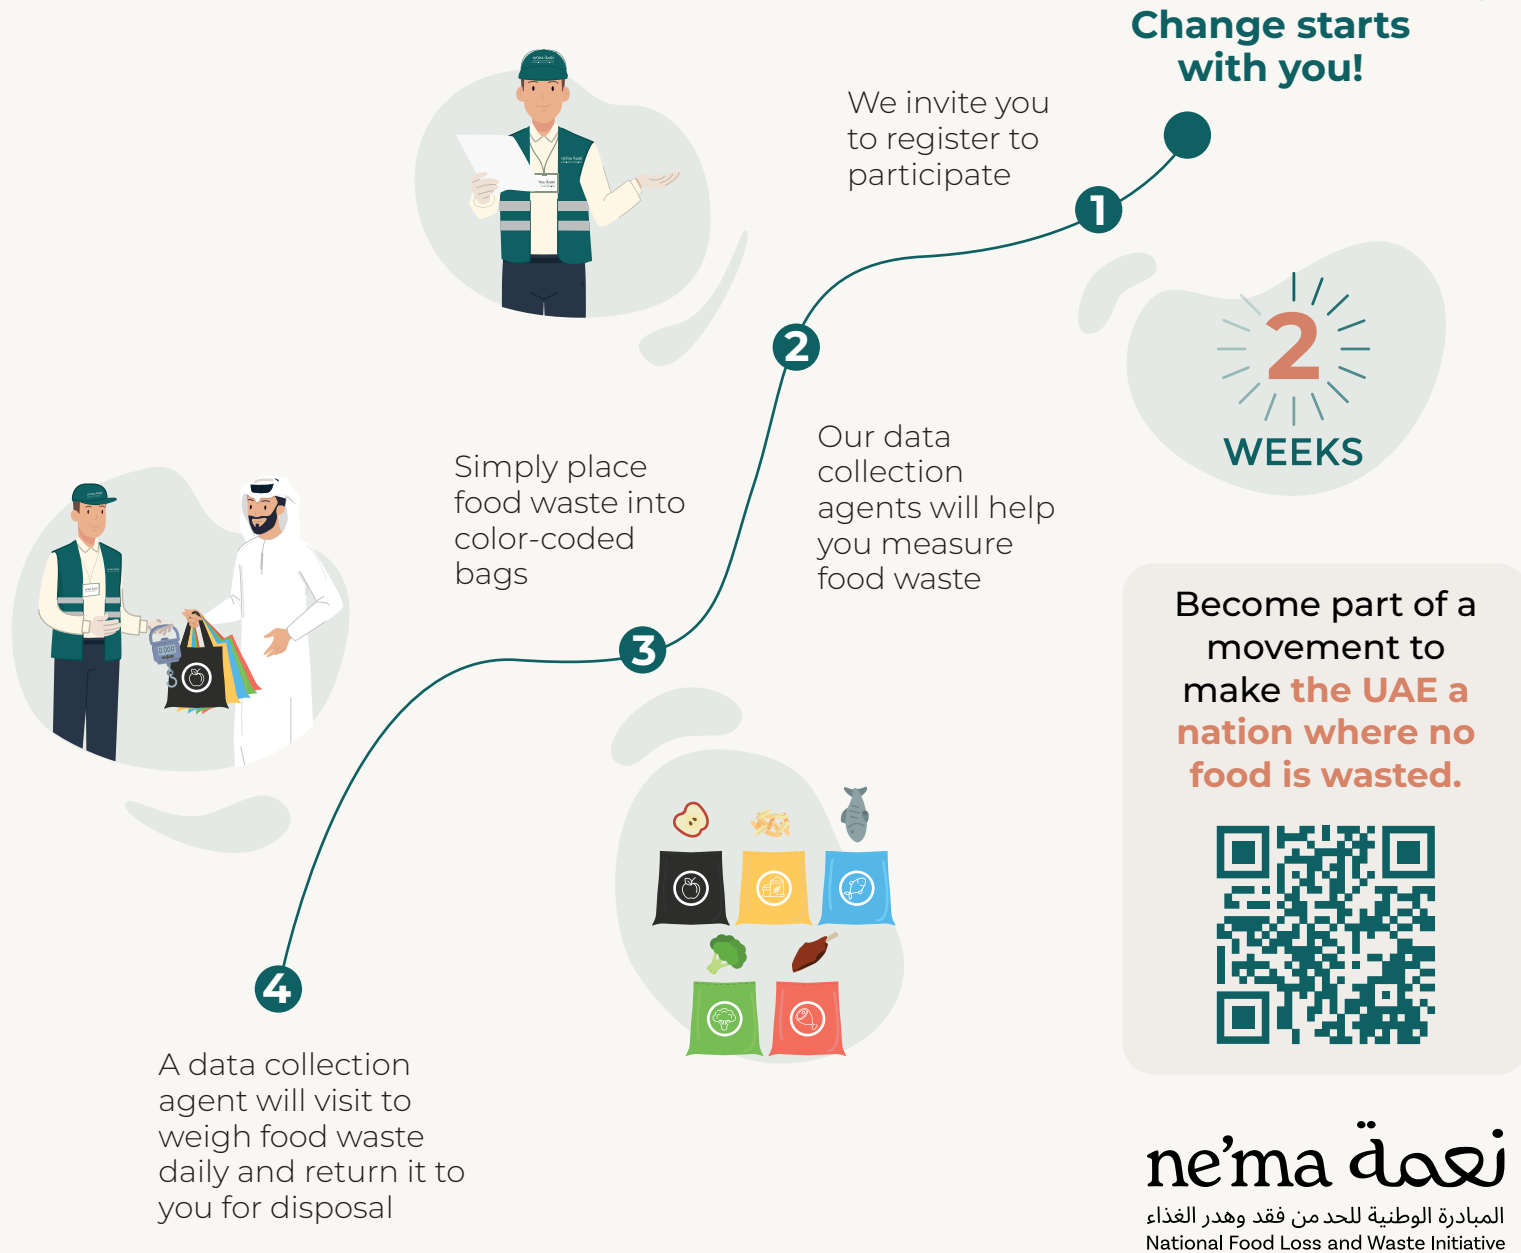 Change starts
with you!
We invite you
to register to
participate
1
2
WEEKS
2
Our data
collection
agents will help
you measure
food waste
Simply place
food waste into
color-coded
bags
3
4
A data collection
agent will visit to
weigh food waste
daily and return it to
you for disposal
0.000
Become part of a
movement to
make the UAE a
nation where no
food is wasted.
ne'ma نعمة
المبادرة الوطنية للحد من فقد وهدر الغذاء
National Food Loss and Waste Initiative